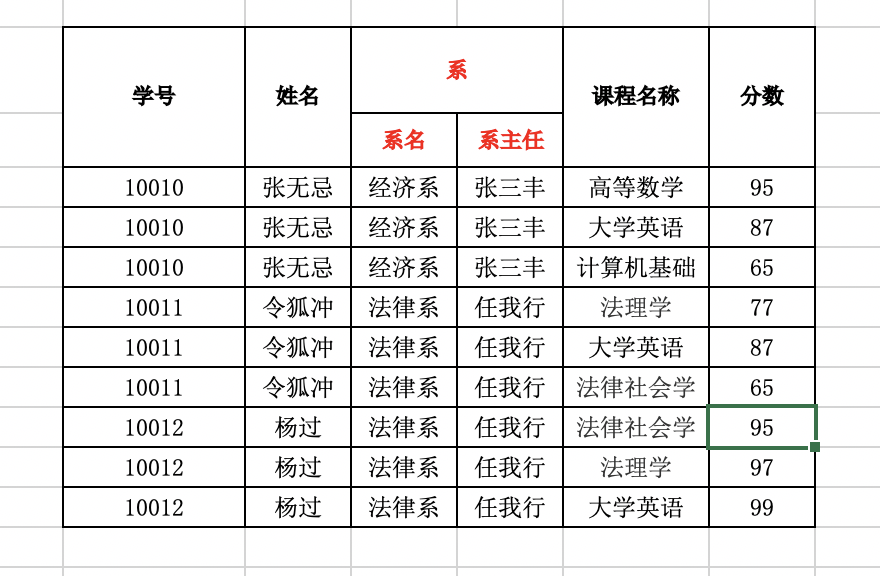 系
学号 姓名 课程名称 分数
系名 系主任
10010 张无忌 经济系 张三丰 高等数学 95
10010 张无忌 经济系 张三丰 大学英语 87
10010 张无忌 经济系 张三丰 计算机基础 65
10011 令狐冲 法律系 任我行 法理学 77
10011 令狐冲 法律系 任我行 大学英语 87
10011 令狐冲 法律系 任我行 法律社会学 65
10012 杨过 法律系 任我行 法律社会学 95
10012 杨过 法律系 任我行 法理学 97
10012 杨过 法律系 任我行 大学英语 99